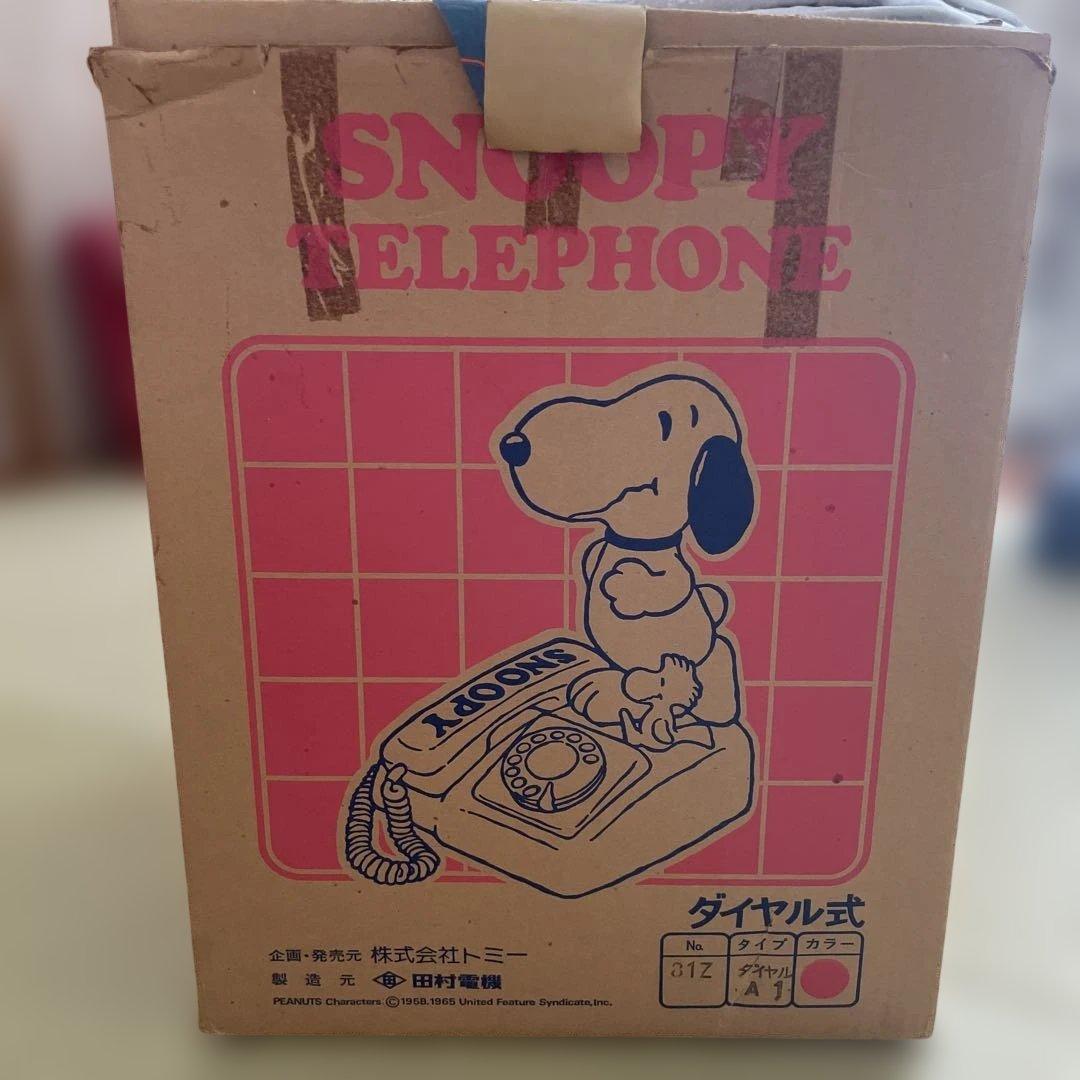 SNOOPY
TELEPHONE
SNOOPY
ダイヤル式
No. タイプ カラー
81Z ダイヤル
A 1
企画・発売元 株式会社トミー
製造元 田村電機
PEANUTS Characters ©1958.1965 United Feature Syndicate, Inc.